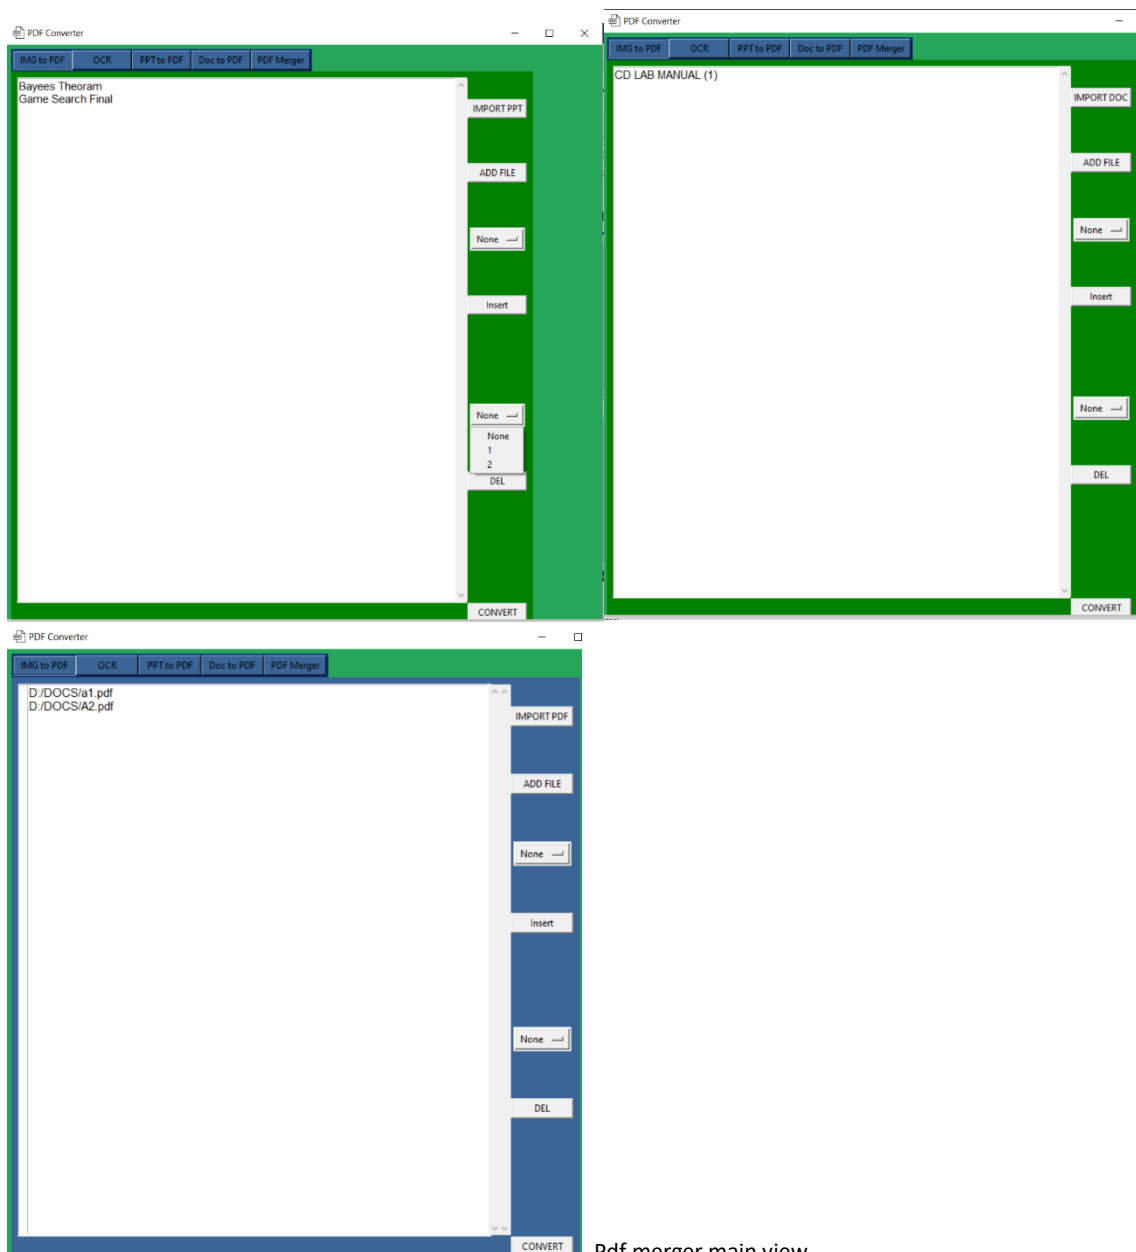 PDF Converter
IMG to PDF OCR PPT to PDF Doc to PDF PDF Merger
Bayees Theoram
Game Search Final
IMPORT PPT
ADD FILE
None
Insert
None
None
1
2
DEL
CONVERT
PDF Converter
IMG to PDF OCR PPT to PDF Doc to PDF PDF Merger
CD LAB MANUAL (1)
IMPORT DOC
ADD FILE
None
Insert
None
DEL
CONVERT
PDF Converter
IMG to PDF OCR PPT to PDF Doc to PDF PDF Merger
D:/DOCS/a1.pdf
D:/DOCS/A2.pdf
IMPORT PDF
ADD FILE
None
Insert
None
DEL
CONVERT
Pdf merger main view